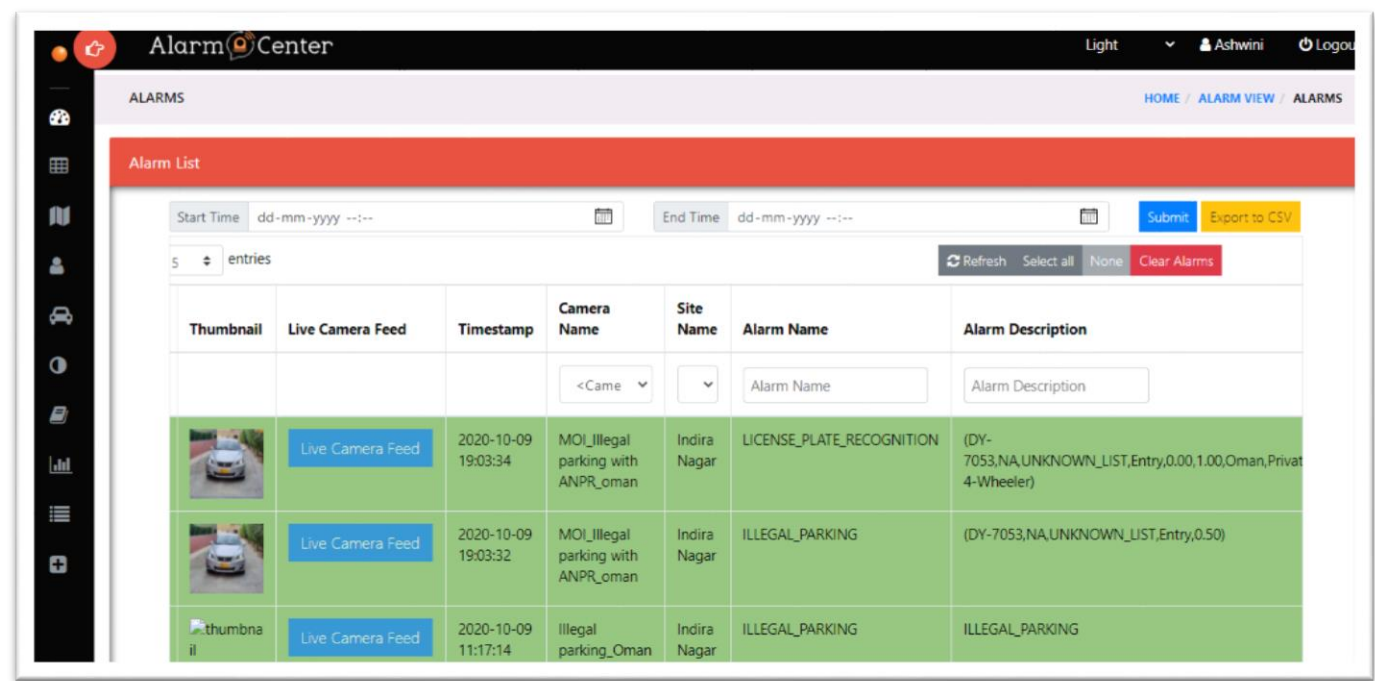 Alarm Center Light Ashwini Logou
ALARMS HOME / ALARM VIEW / ALARMS
Alarm List
Start Time dd-mm-yyyy --:-- End Time dd-mm-yyyy --:-- Submit Export to CSV
5 entries Refresh Select all None Clear Alarms
Thumbnail Live Camera Feed Timestamp Camera Name Site Name Alarm Name Alarm Description
<Came Alarm Name Alarm Description
Live Camera Feed
2020-10-09
19:03:34
MOI_Illegal
parking with
ANPR_oman
Indira
Nagar
LICENSE_PLATE_RECOGNITION
(DY-
7053,NA,UNKNOWN_LIST,Entry,0.00,1.00,Oman,Privat
4-Wheeler)
Live Camera Feed
2020-10-09
19:03:32
MOI_Illegal
parking with
ANPR_oman
Indira
Nagar
ILLEGAL_PARKING
(DY-7053,NA,UNKNOWN_LIST,Entry,0.50)
thumbna
il
Live Camera Feed
2020-10-09
11:17:14
Illegal
parking_Oman
Indira
Nagar
ILLEGAL_PARKING
ILLEGAL_PARKING